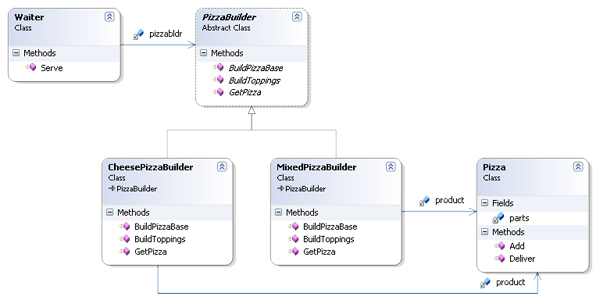 Waiter
Class
Methods
Serve
pizzabldr
PizzaBuilder
Abstract Class
Methods
BuildPizzaBase
BuildToppings
GetPizza
CheesePizzaBuilder
Class
PizzaBuilder
Methods
BuildPizzaBase
BuildToppings
GetPizza
MixedPizzaBuilder
Class
PizzaBuilder
Methods
BuildPizzaBase
BuildToppings
GetPizza
product
Pizza
Class
Fields
parts
Methods
Add
Deliver
product